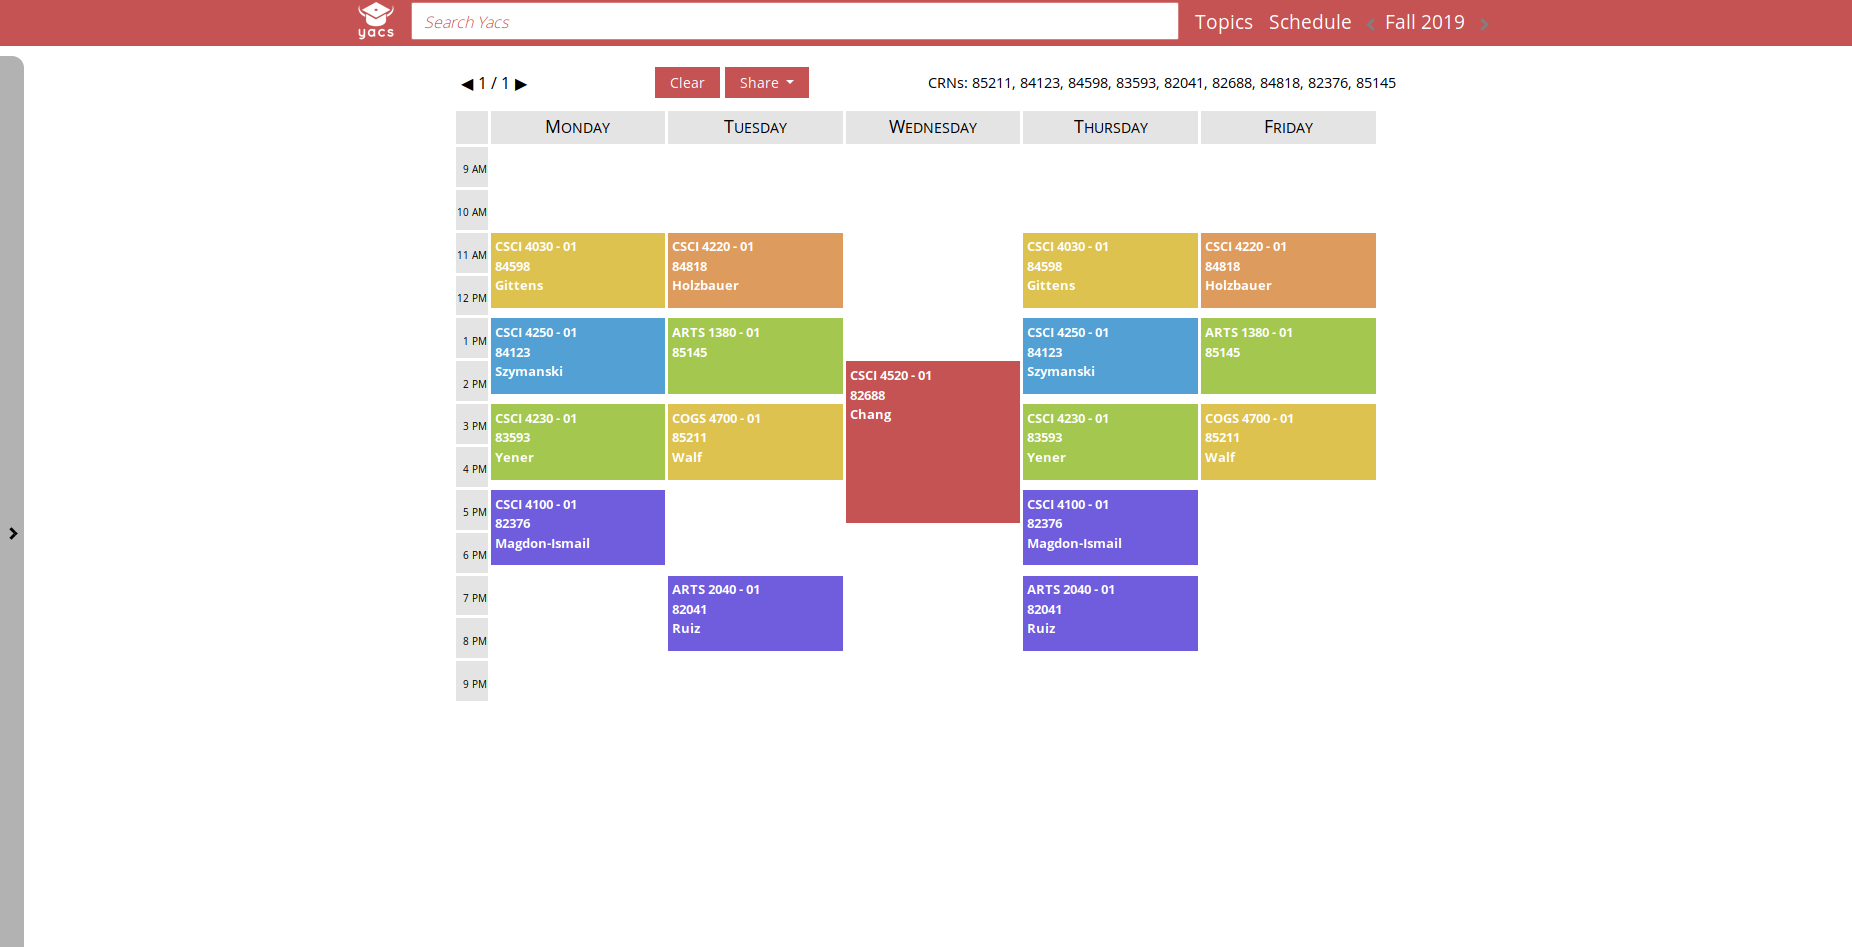 yacs
Search Yacs
Topics Schedule Fall 2019
1 / 1
Clear
Share
CRNs: 85211, 84123, 84598, 83593, 82041, 82688, 84818, 82376, 85145
Monday
Tuesday
Wednesday
Thursday
Friday
9 AM
10 AM
11 AM
12 PM
1 PM
2 PM
3 PM
4 PM
5 PM
6 PM
7 PM
8 PM
9 PM
CSCI 4030 - 01
84598
Gittens
CSCI 4250 - 01
84123
Szymanski
CSCI 4230 - 01
83593
Yener
CSCI 4100 - 01
82376
Magdon-Ismail
CSCI 4220 - 01
84818
Holzbauer
ARTS 1380 - 01
85145
COGS 4700 - 01
85211
Walf
ARTS 2040 - 01
82041
Ruiz
CSCI 4520 - 01
82688
Chang
CSCI 4030 - 01
84598
Gittens
CSCI 4250 - 01
84123
Szymanski
CSCI 4230 - 01
83593
Yener
CSCI 4100 - 01
82376
Magdon-Ismail
ARTS 2040 - 01
82041
Ruiz
CSCI 4220 - 01
84818
Holzbauer
ARTS 1380 - 01
85145
COGS 4700 - 01
85211
Walf